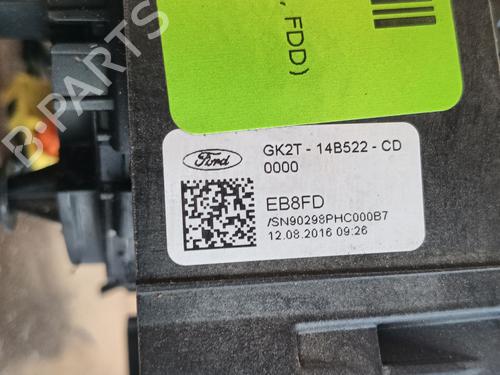 , FDD)
B-PARTS
Ford
GK2T - 14B522 - CD
0000
EB8FD
/SN90298PHC000B7
12.08.2016 09:26